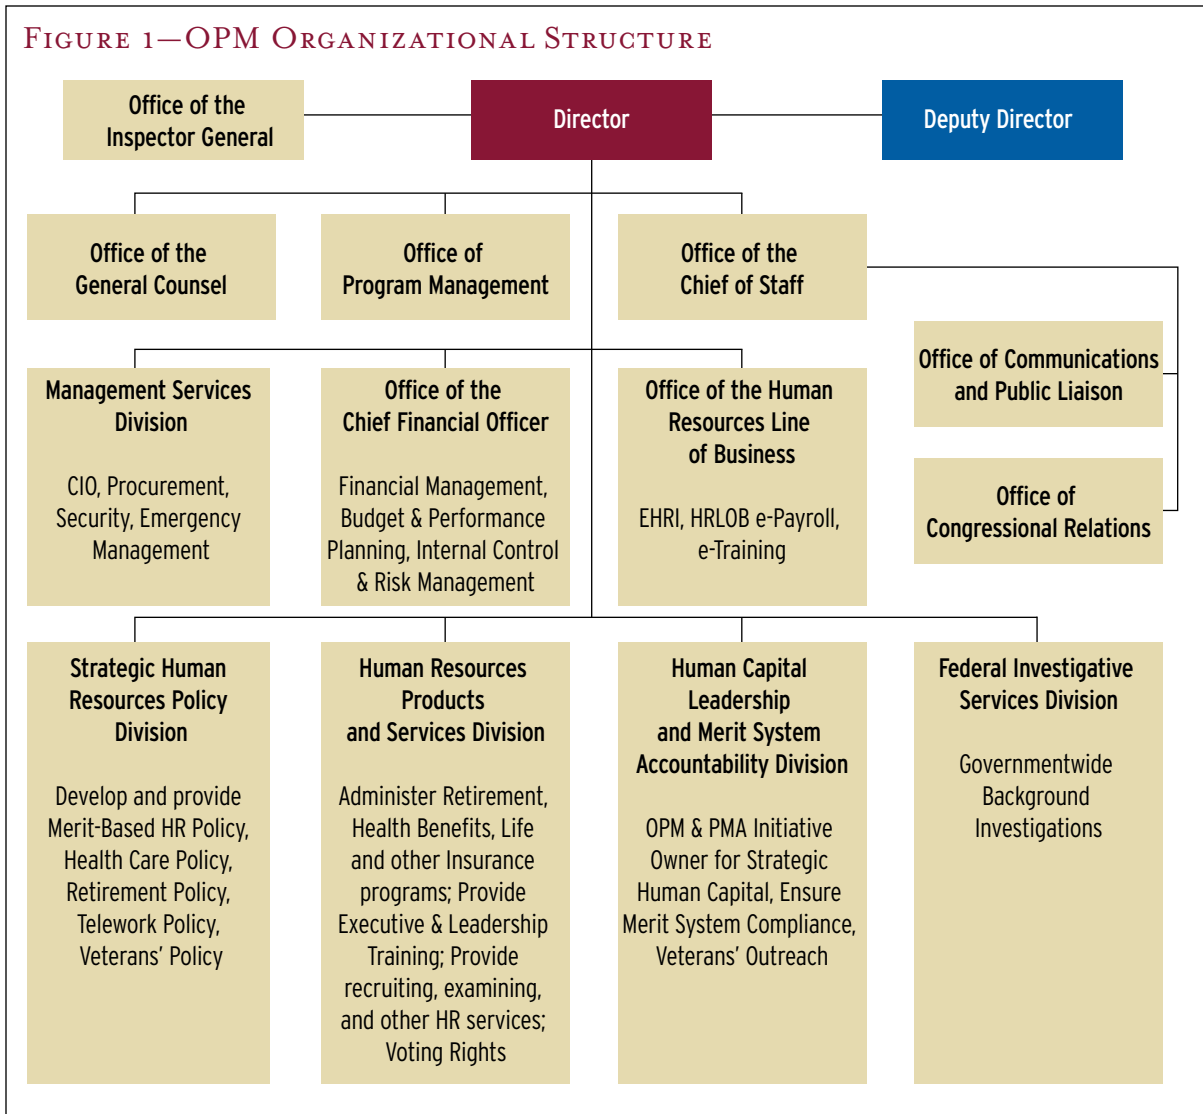 FIGURE 1—OPM ORGANIZATIONAL STRUCTURE
Office of the
Inspector General
Director
Deputy Director
Office of the
General Counsel
Office of
Program Management
Office of the
Chief of Staff
Office of Communications
and Public Liaison
Office of
Congressional Relations
Management Services
Division
CIO, Procurement,
Security, Emergency
Management
Office of the
Chief Financial Officer
Financial Management,
Budget & Performance
Planning, Internal Control
& Risk Management
Office of the Human
Resources Line
of Business
EHRI, HRLOB e-Payroll,
e-Training
Strategic Human
Resources Policy
Division
Develop and provide
Merit-Based HR Policy,
Health Care Policy,
Retirement Policy,
Telework Policy,
Veterans’ Policy
Human Resources
Products
and Services Division
Administer Retirement,
Health Benefits, Life
and other Insurance
programs; Provide
Executive & Leadership
Training; Provide
recruiting, examining,
and other HR services;
Voting Rights
Human Capital
Leadership
and Merit System
Accountability Division
OPM & PMA Initiative
Owner for Strategic
Human Capital, Ensure
Merit System Compliance,
Veterans’ Outreach
Federal Investigative
Services Division
Governmentwide
Background
Investigations